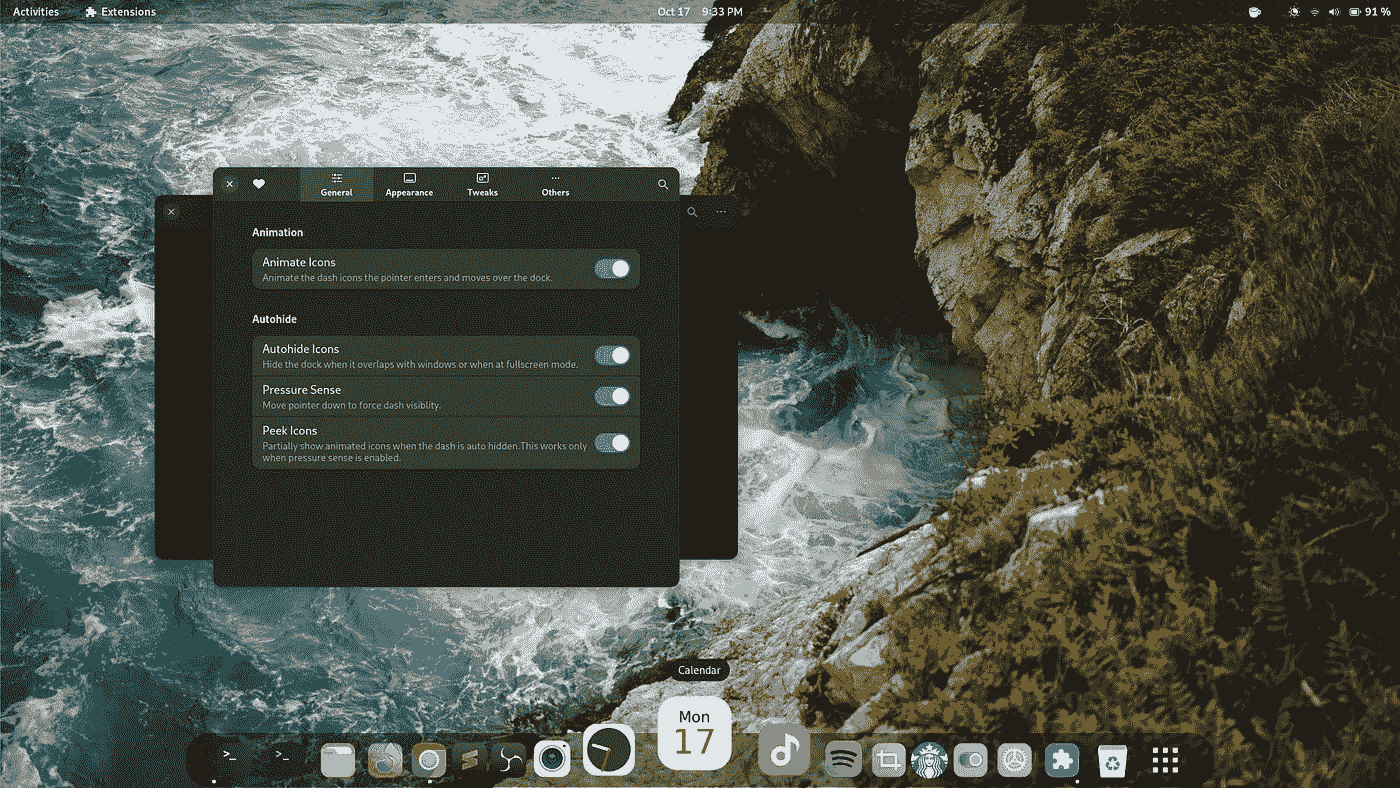 Activities
Extensions
Oct 17 9:33 PM
91 %
General
Appearance
Tweaks
Others
Animation
Animate Icons
Animate the dash icons the pointer enters and moves over the dock.
Autohide
Autohide Icons
Hide the dock when it overlaps with windows or when at fullscreen mode.
Pressure Sense
Move pointer down to force dash visiblity.
Peek Icons
Partially show animated icons when the dash is auto hidden.This works only
when pressure sense is enabled.
Calendar
Mon
17